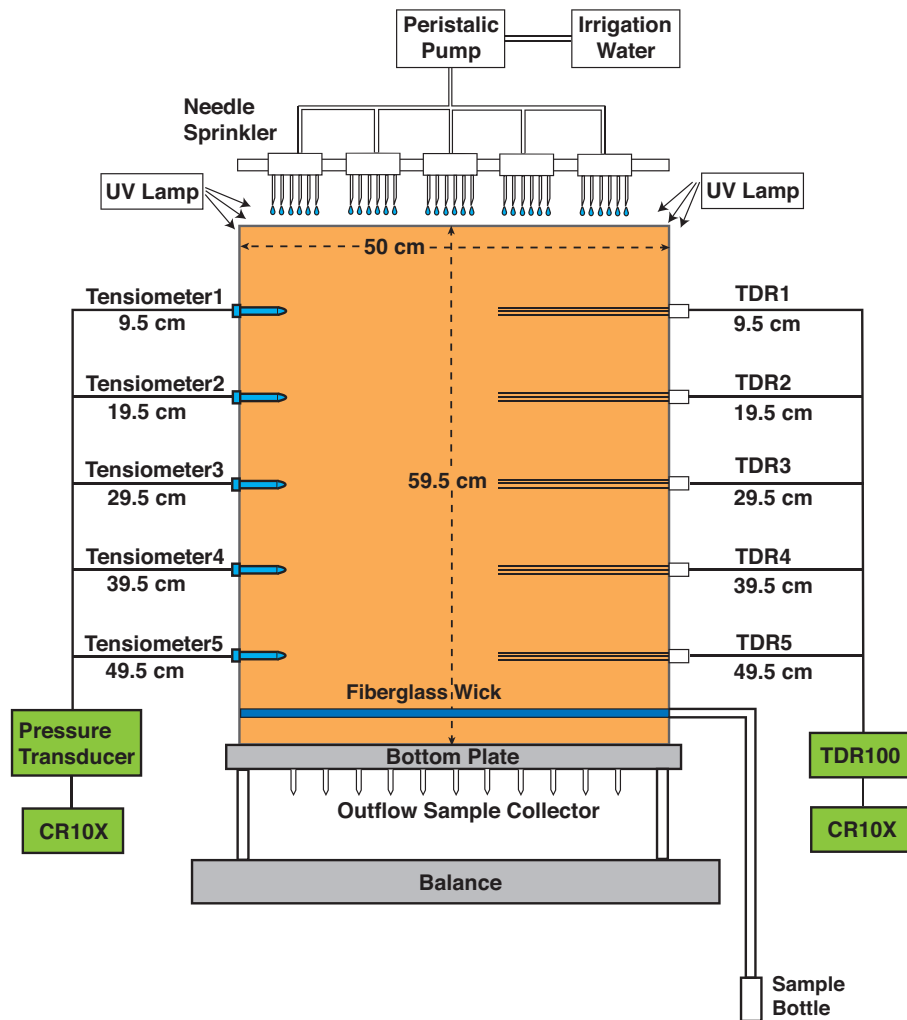 Peristalic
Pump
Irrigation
Water
Needle
Sprinkler
UV Lamp
UV Lamp
50 cm
Tensiometer1
9.5 cm
TDR1
9.5 cm
Tensiometer2
19.5 cm
TDR2
19.5 cm
Tensiometer3
29.5 cm
59.5 cm
TDR3
29.5 cm
Tensiometer4
39.5 cm
TDR4
39.5 cm
Tensiometer5
49.5 cm
TDR5
49.5 cm
Fiberglass Wick
Pressure
Transducer
Bottom Plate
TDR100
Outflow Sample Collector
CR10X
CR10X
Balance
Sample
Bottle